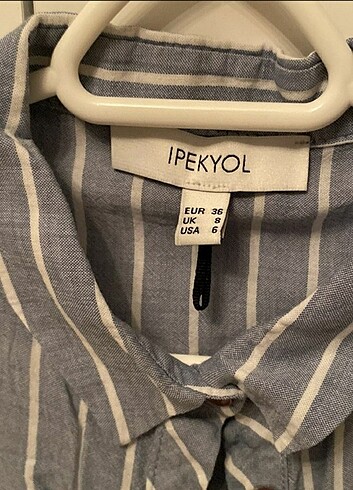 IPEKYOL
EUR 36
UK 8
USA 6